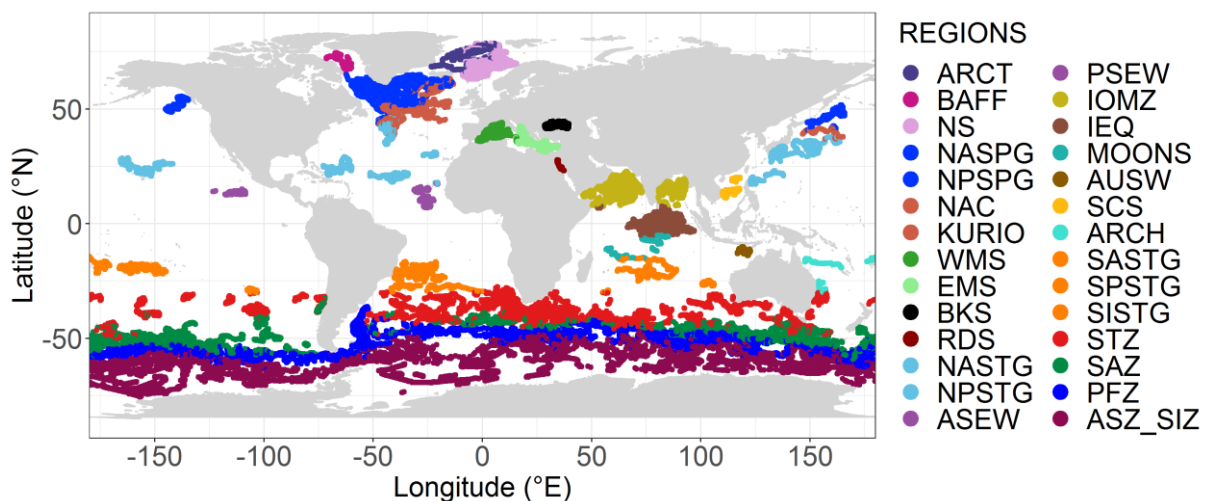 REGIONS
ARCT
BAFF
NS
NASPG
NPSPG
NAC
KURIO
WMS
EMS
BKS
RDS
NASTG
NPSTG
ASEW
PSEW
IOMZ
IEQ
MOONS
AUSW
SCS
ARCH
SASTG
SPSTG
SISTG
STZ
SAZ
PFZ
ASZ_SIZ
Latitude (°N)
50
0
-50
-150 -100 -50 0 50 100 150
Longitude (°E)